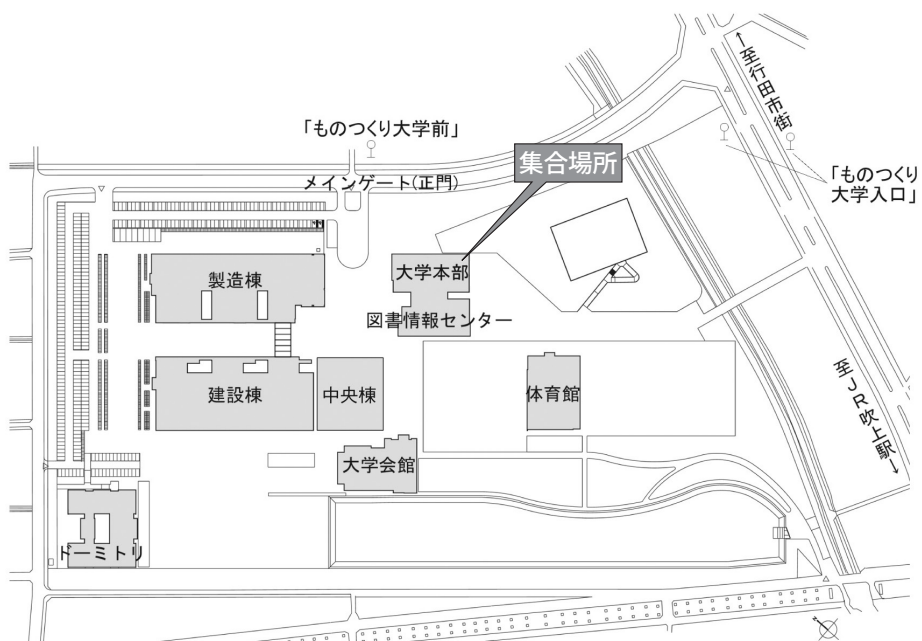 ←至行田市街
「ものつくり大学前」
集合場所
メインゲート(正門)
「ものつくり
大学入口」
大学本部
製造棟
図書情報センター
建設棟
中央棟
体育館
至JR吹上駅→
大学会館
ドーミトリ